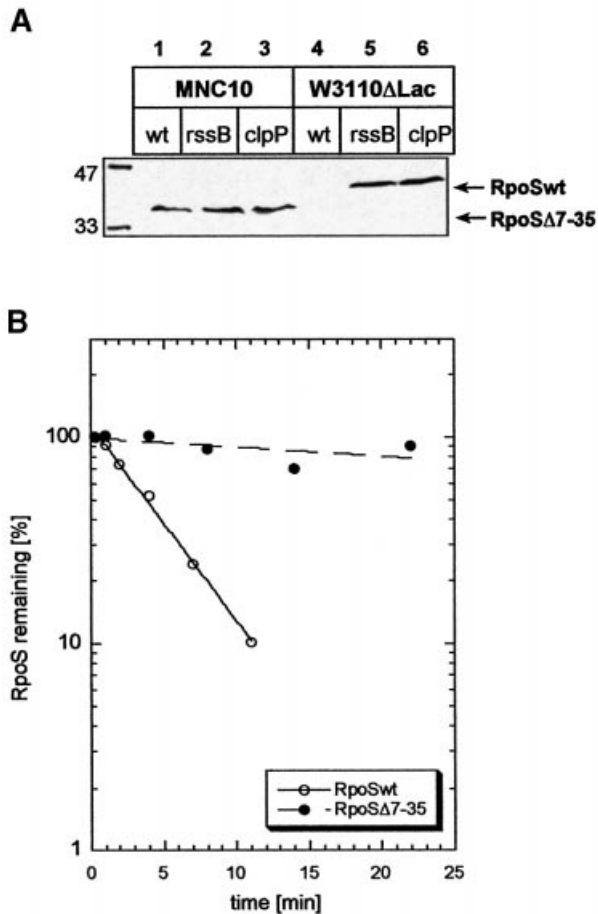 A
1 2 3 4 5 6
MNC10 W3110ΔLac
wt rssB clpP wt rssB clpP
47
RpoSwt
RpoSΔ7-35
33
B
RpoS remaining [%]
100
10
1
0 5 10 15 20 25
time [min]
RpoSwt
RpoSΔ7-35